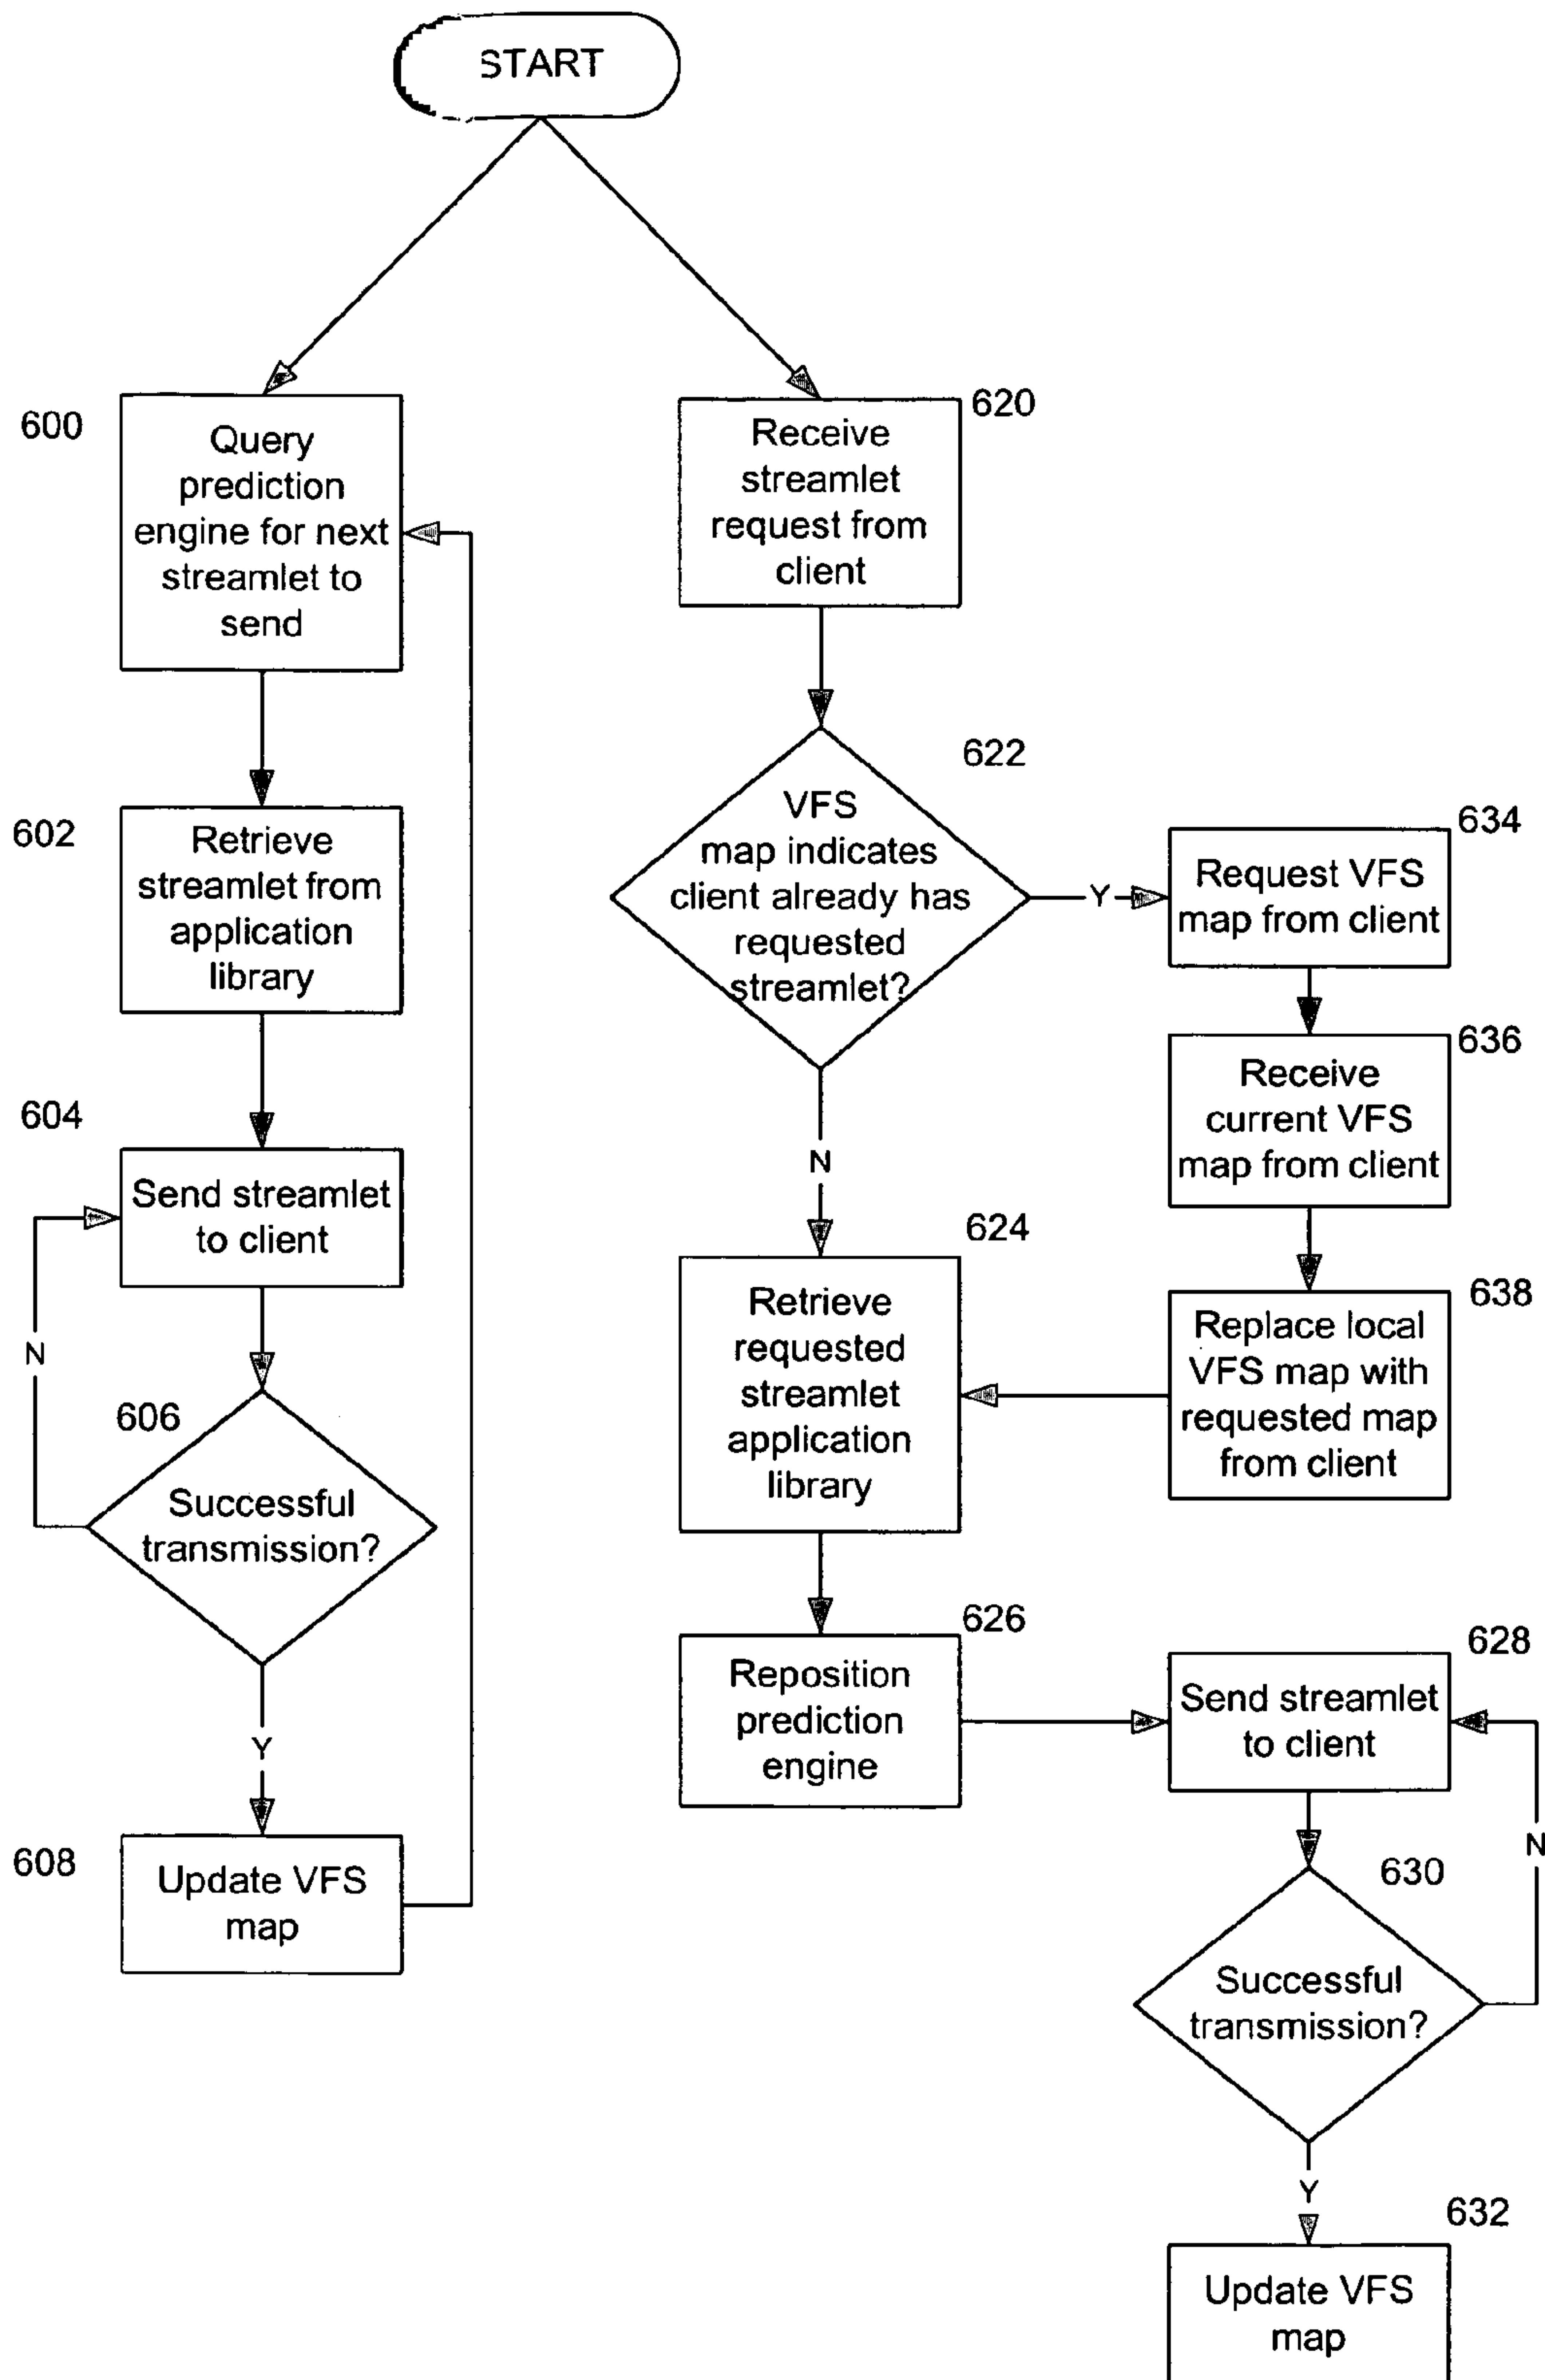 START
600
Query
prediction
engine for next
streamlet to
send
602
Retrieve
streamlet from
application
library
604
Send streamlet
to client
N
606
Successful
transmission?
Y
608
Update VFS
map
620
Receive
streamlet
request from
client
622
VFS
map indicates
client already has
requested
streamlet?
Y
N
634
Request VFS
map from client
636
Receive
current VFS
map from client
638
Replace local
VFS map with
requested map
from client
624
Retrieve
requested
streamlet
application
library
626
Reposition
prediction
engine
628
Send streamlet
to client
N
630
Successful
transmission?
Y
632
Update VFS
map